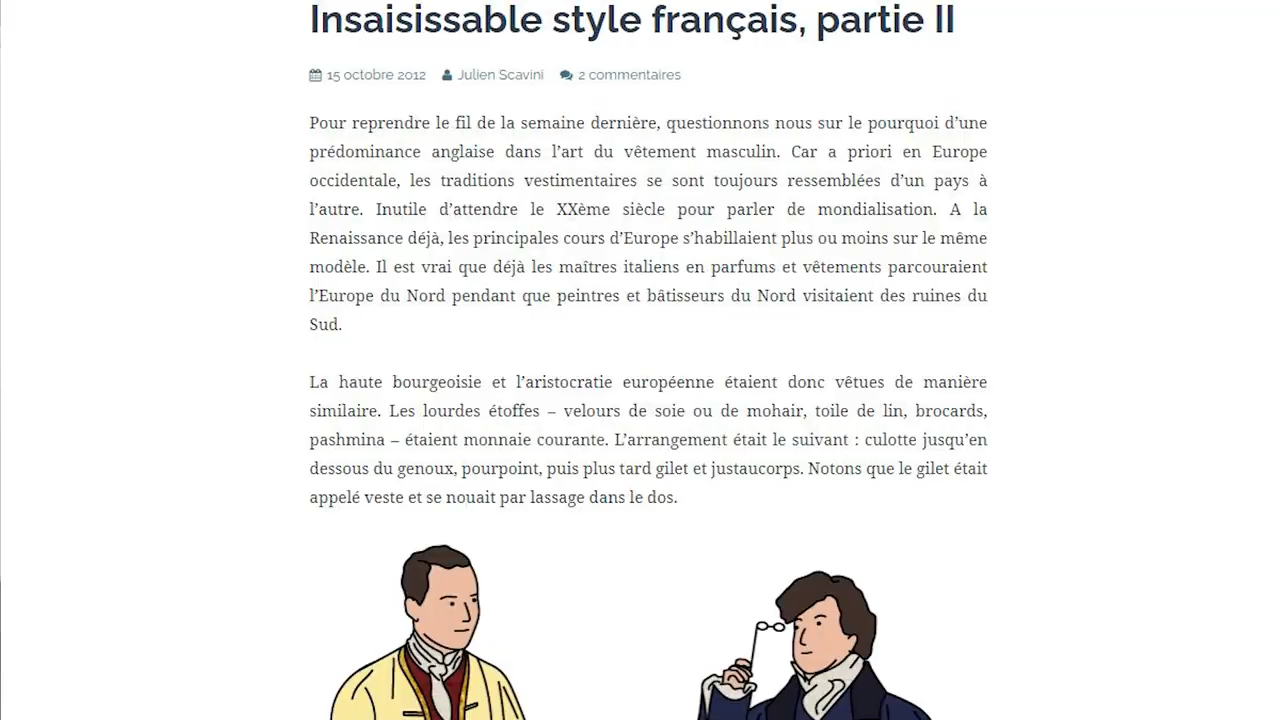 Insaisissable style français, partie II
15 octobre 2012 Julien Scavini 2 commentaires
Pour reprendre le fil de la semaine dernière, questionnons nous sur le pourquoi d’une
prédominance anglaise dans l’art du vêtement masculin. Car a priori en Europe
occidentale, les traditions vestimentaires se sont toujours ressemblées d’un pays à
l’autre. Inutile d’attendre le XXème siècle pour parler de mondialisation. A la
Renaissance déjà, les principales cours d’Europe s’habillaient plus ou moins sur le même
modèle. Il est vrai que déjà les maîtres italiens en parfums et vêtements parcouraient
l’Europe du Nord pendant que peintres et bâtisseurs du Nord visitaient des ruines du
Sud.
La haute bourgeoisie et l’aristocratie européenne étaient donc vêtues de manière
similaire. Les lourdes étoffes – velours de soie ou de mohair, toile de lin, brocards,
pashmina – étaient monnaie courante. L’arrangement était le suivant : culotte jusqu’en
dessous du genoux, pourpoint, puis plus tard gilet et justaucorps. Notons que le gilet était
appelé veste et se nouait par lassage dans le dos.